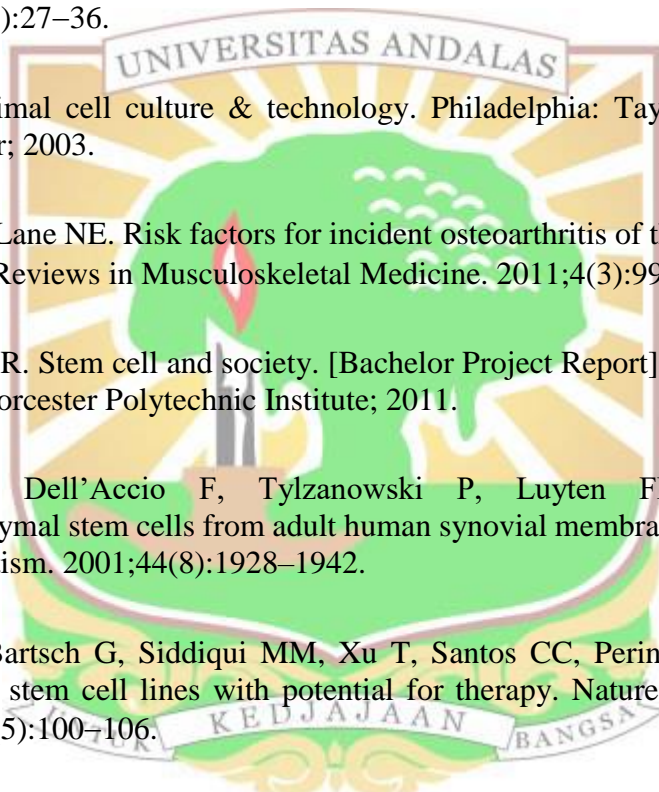 ):27–36.
UNIVERSITAS ANDALAS
imal cell culture & technology. Philadelphia: Tay
r; 2003.
Lane NE. Risk factors for incident osteoarthritis of t
Reviews in Musculoskeletal Medicine. 2011;4(3):99
R. Stem cell and society. [Bachelor Project Report]
orcester Polytechnic Institute; 2011.
Dell’Accio F, Tylzanowski P, Luyten F
ymal stem cells from adult human synovial membra
tism. 2001;44(8):1928–1942.
Bartsch G, Siddiqui MM, Xu T, Santos CC, Perin
stem cell lines with potential for therapy. Nature
5):100–106.
UNTUK KEDJAJAAN BANGSA